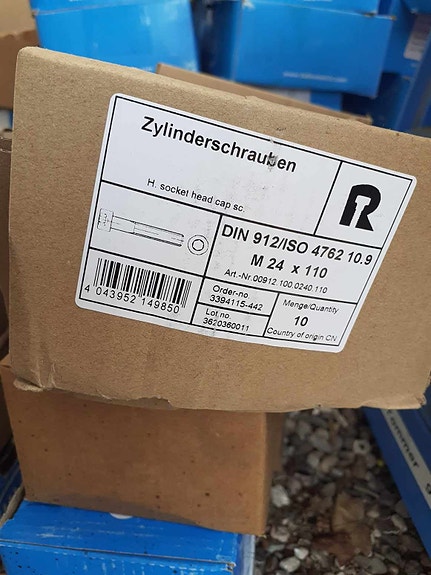 Zylinderschrauben
H. socket head cap sc.
R
DIN 912/ISO 4762 10.9
M 24 x 110
Art.-Nr.00912.100.0240.110
4 043952 149850
Order-no.
3394115-442
Menge/Quantity
10
Lot no.
3620360011
Country of origin CN